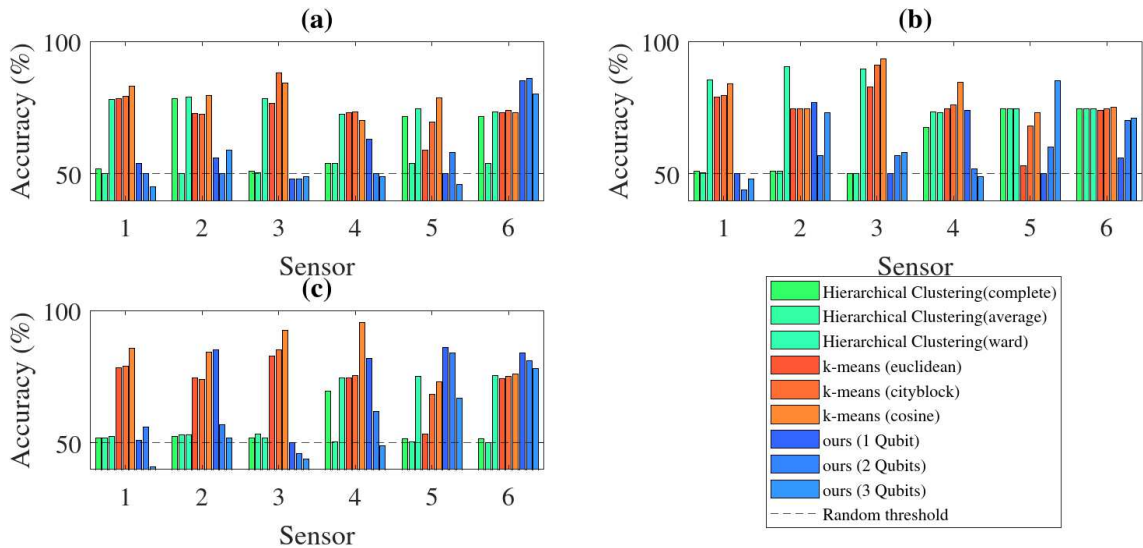 (a)
100
50
Accuracy (%)
1 2 3 4 5 6
Sensor
(b)
100
50
Accuracy (%)
1 2 3 4 5 6
Sensor
(c)
100
50
Accuracy (%)
1 2 3 4 5 6
Sensor
Hierarchical Clustering(complete)
Hierarchical Clustering(average)
Hierarchical Clustering(ward)
k-means (euclidean)
k-means (cityblock)
k-means (cosine)
ours (1 Qubit)
ours (2 Qubits)
ours (3 Qubits)
Random threshold